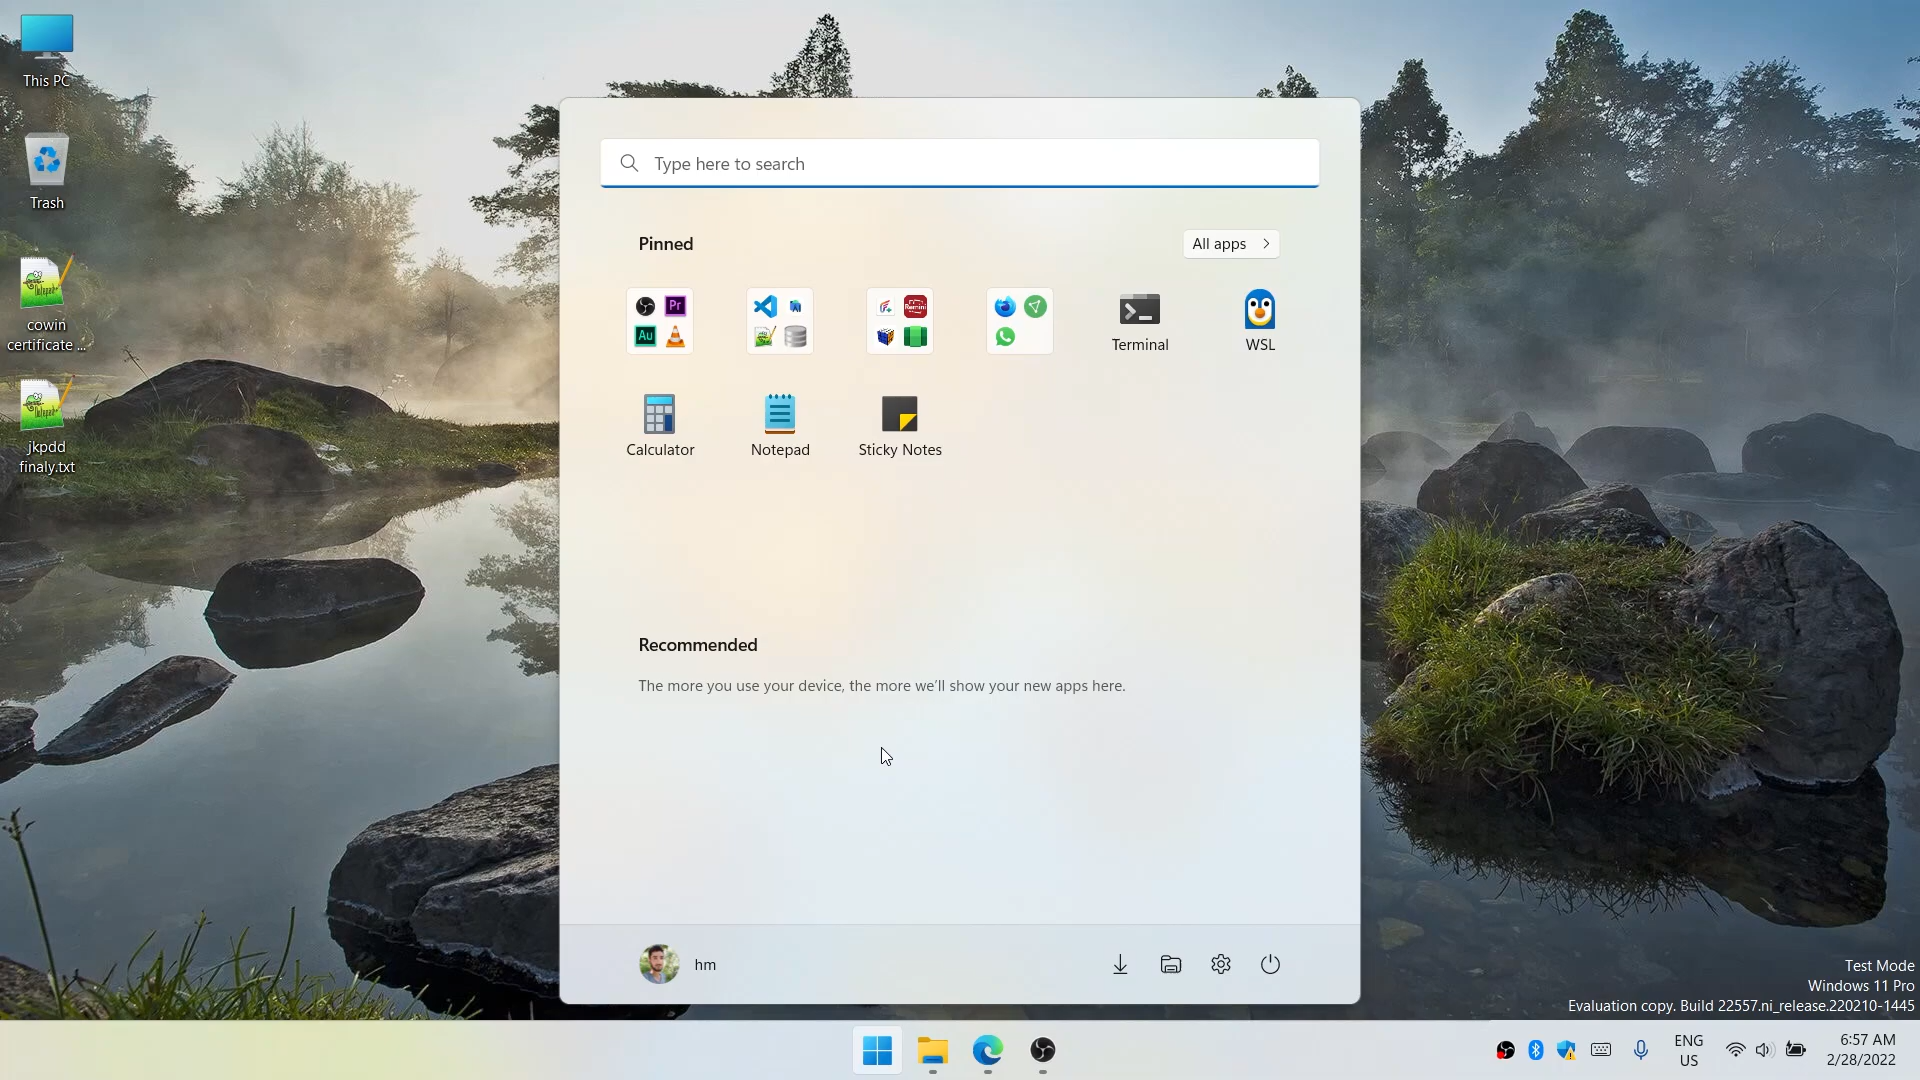 This PC
Trash
cowin
certificate ...
jkpdd
finaly.txt
Type here to search
Pinned
All apps
Pr
Au
Remini
Terminal
WSL
Calculator
Notepad
Sticky Notes
Recommended
The more you use your device, the more we’ll show your new apps here.
hm
Test Mode
Windows 11 Pro
Evaluation copy. Build 22557.ni_release.220210-1445
ENG
US
6:57 AM
2/28/2022